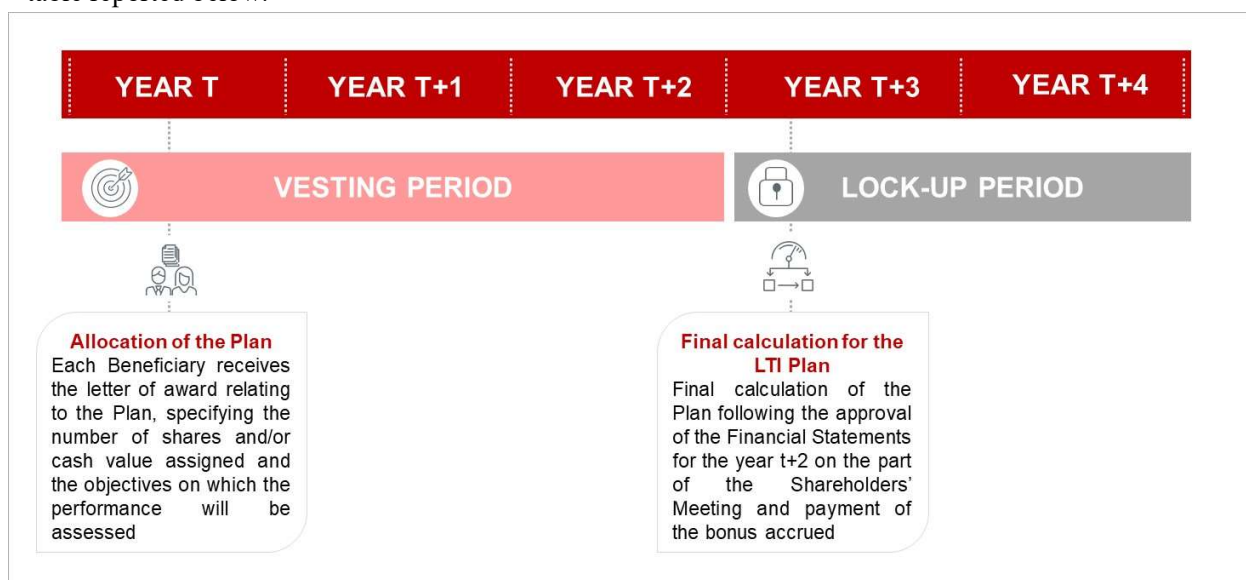 table reported below.
YEAR T YEAR T+1 YEAR T+2 YEAR T+3 YEAR T+4
VESTING PERIOD LOCK-UP PERIOD
Allocation of the Plan
Each Beneficiary receives
the letter of award relating
to the Plan, specifying the
number of shares and/or
cash value assigned and
the objectives on which the
performance will be
assessed
Final calculation for the
LTI Plan
Final calculation of the
Plan following the approval
of the Financial Statements
for the year t+2 on the part
of the Shareholders'
Meeting and payment of
the bonus accrued